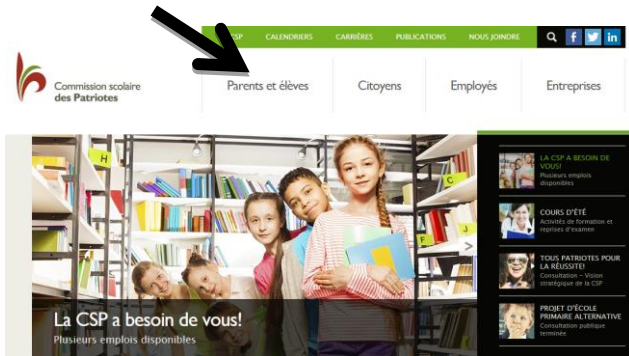 CSP CALENDRIERS CARRIÈRES PUBLICATIONS NOUS JOINDRE
Commission scolaire
des Patriotes
Parents et élèves Citoyens Employés Entreprises
H
C
F
J
>
La CSP a besoin de vous!
Plusieurs emplois disponibles
LA CSP A BESOIN DE
VOUS!
Plusieurs emplois
disponibles
COURS D'ÉTÉ
Activités de formation et
reprises d'examen
TOUS PATRIOTES POUR
LA RÉUSSITE!
Consultation – Vision
stratégique de la CSP
PROJET D'ÉCOLE
PRIMAIRE ALTERNATIVE
Consultation publique
terminée